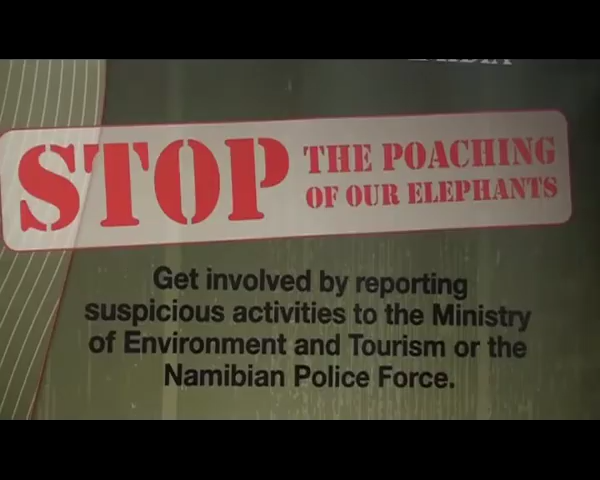 STOP THE POACHING
OF OUR ELEPHANTS
Get involved by reporting
suspicious activities to the Ministry
of Environment and Tourism or the
Namibian Police Force.